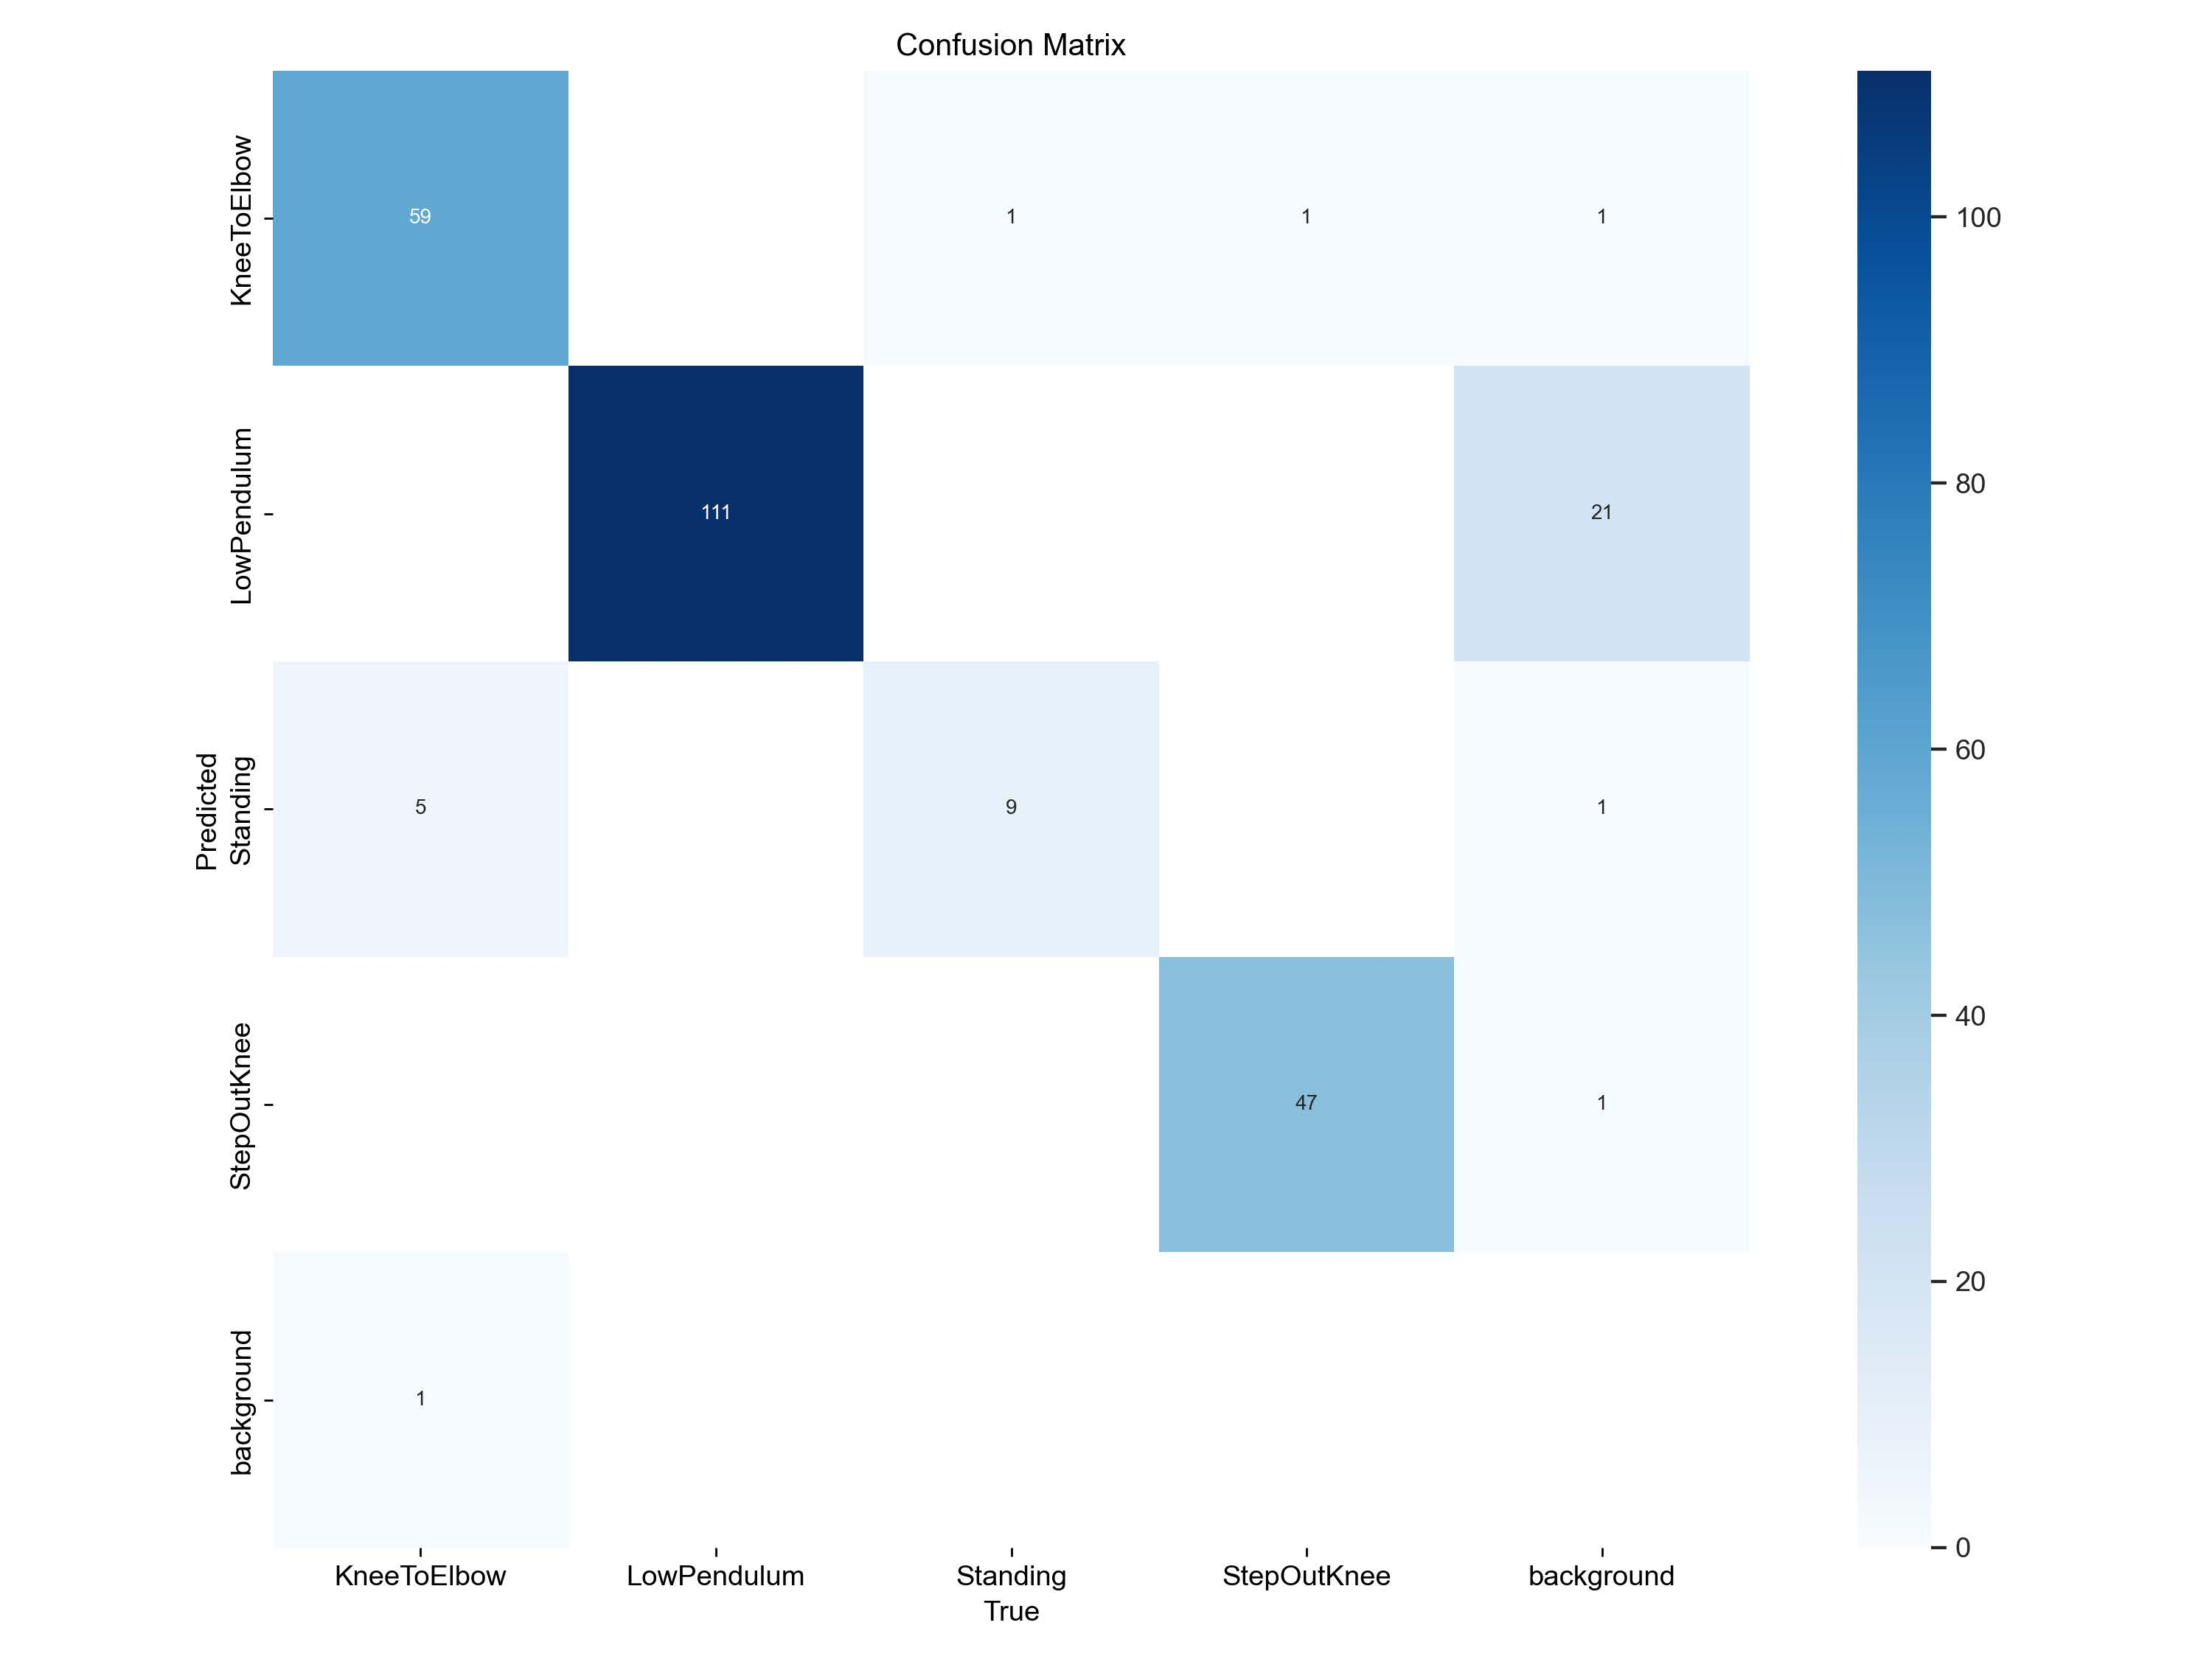 Confusion Matrix
KneeToElbow
59
1
1
1
100
LowPendulum
111
21
80
Predicted
Standing
5
9
1
60
StepOutKnee
47
1
40
background
1
20
0
KneeToElbow
LowPendulum
Standing
StepOutKnee
background
True